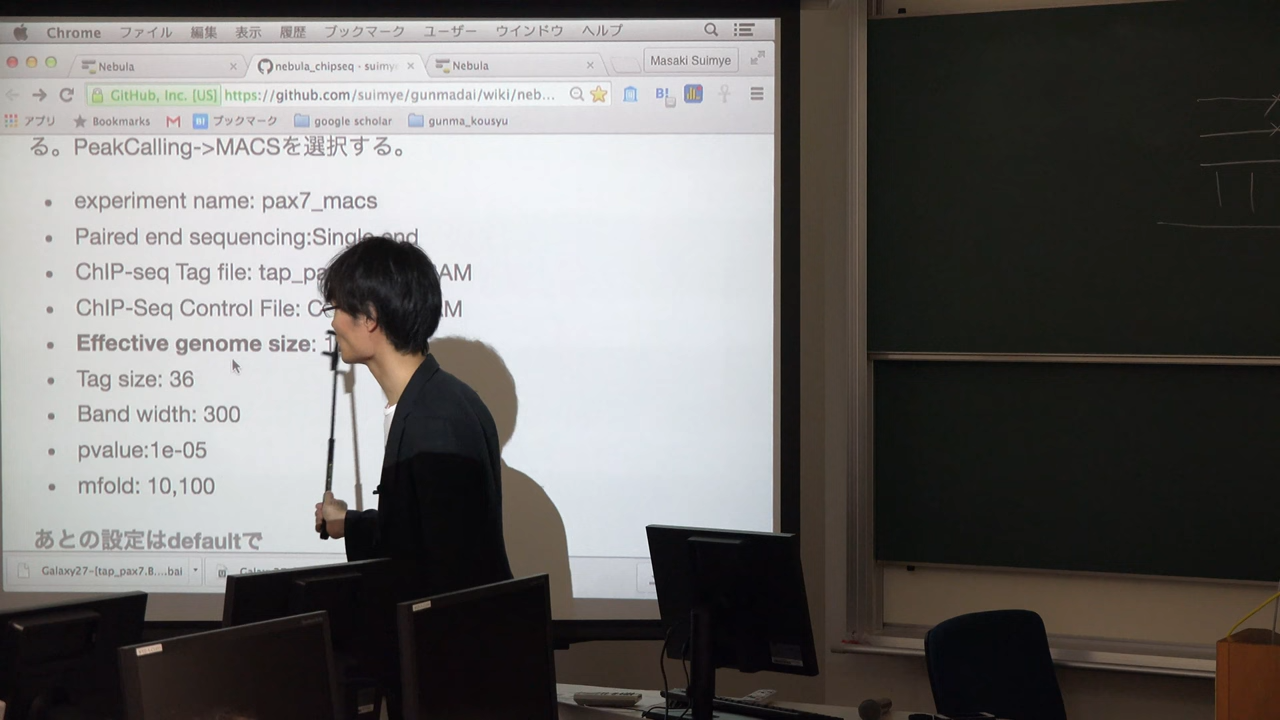 Chrome ファイル 編集 表示 履歴 ブックマーク ユーザー ウインドウ ヘルプ
Nebula nebula_chipseq · suimy Nebula Masaki Suimye
GitHub, Inc. [US] https://github.com/suimye/gunmadai/wiki/neb...
アプリ Bookmarks ブックマーク google scholar gunma_kousyu
る。PeakCalling->MACSを選択する。
experiment name: pax7_macs
Paired end sequencing:Single end
ChIP-seq Tag file: tap_pa AM
ChIP-Seq Control File: C AM
Effective genome size: 1
Tag size: 36
Band width: 300
pvalue:1e-05
mfold: 10,100
あとの設定はdefaultで
Galaxy27-[tap_pax7.B....bai